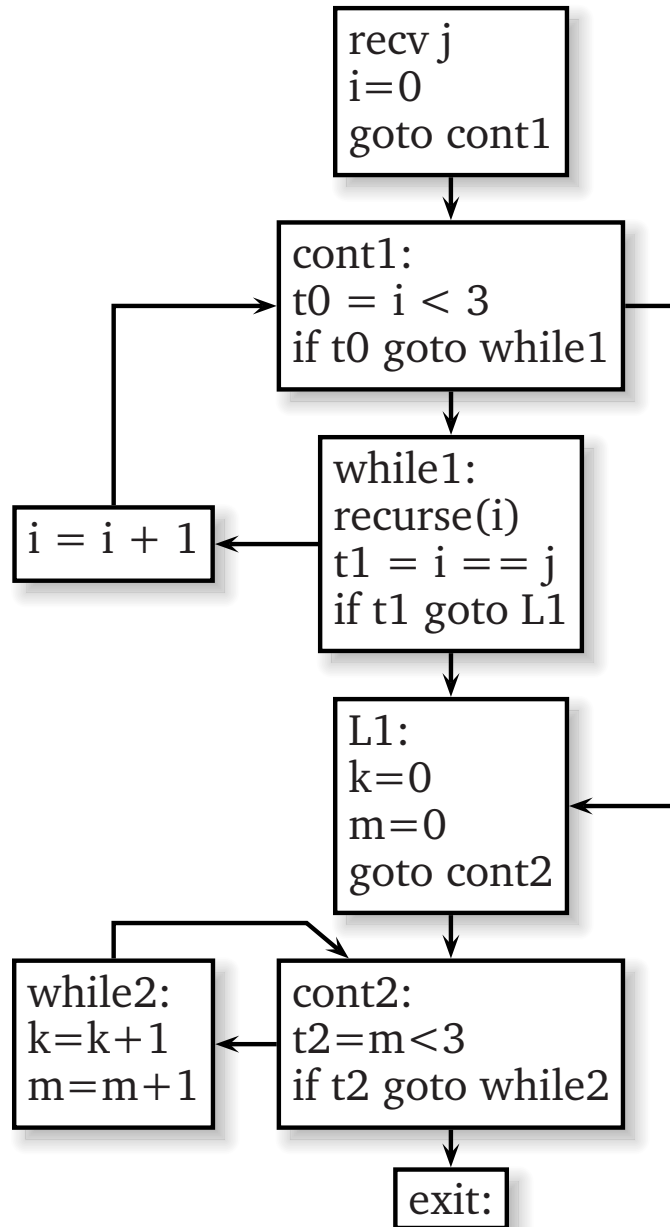 recv j
i=0
goto cont1
cont1:
t0 = i < 3
if t0 goto while1
while1:
recurse(i)
t1 = i == j
if t1 goto L1
i = i + 1
L1:
k=0
m=0
goto cont2
while2:
k=k+1
m=m+1
cont2:
t2=m<3
if t2 goto while2
exit: